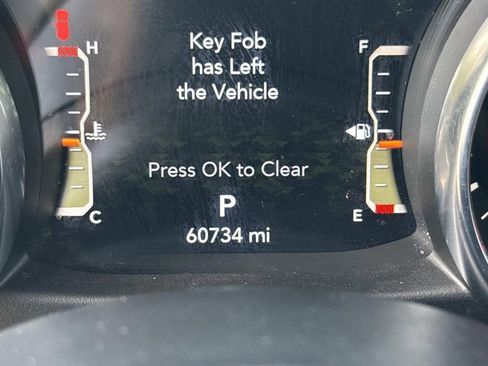 H
Key Fob
F
has Left
the Vehicle
Press OK to Clear
C
P
E
60734 mi